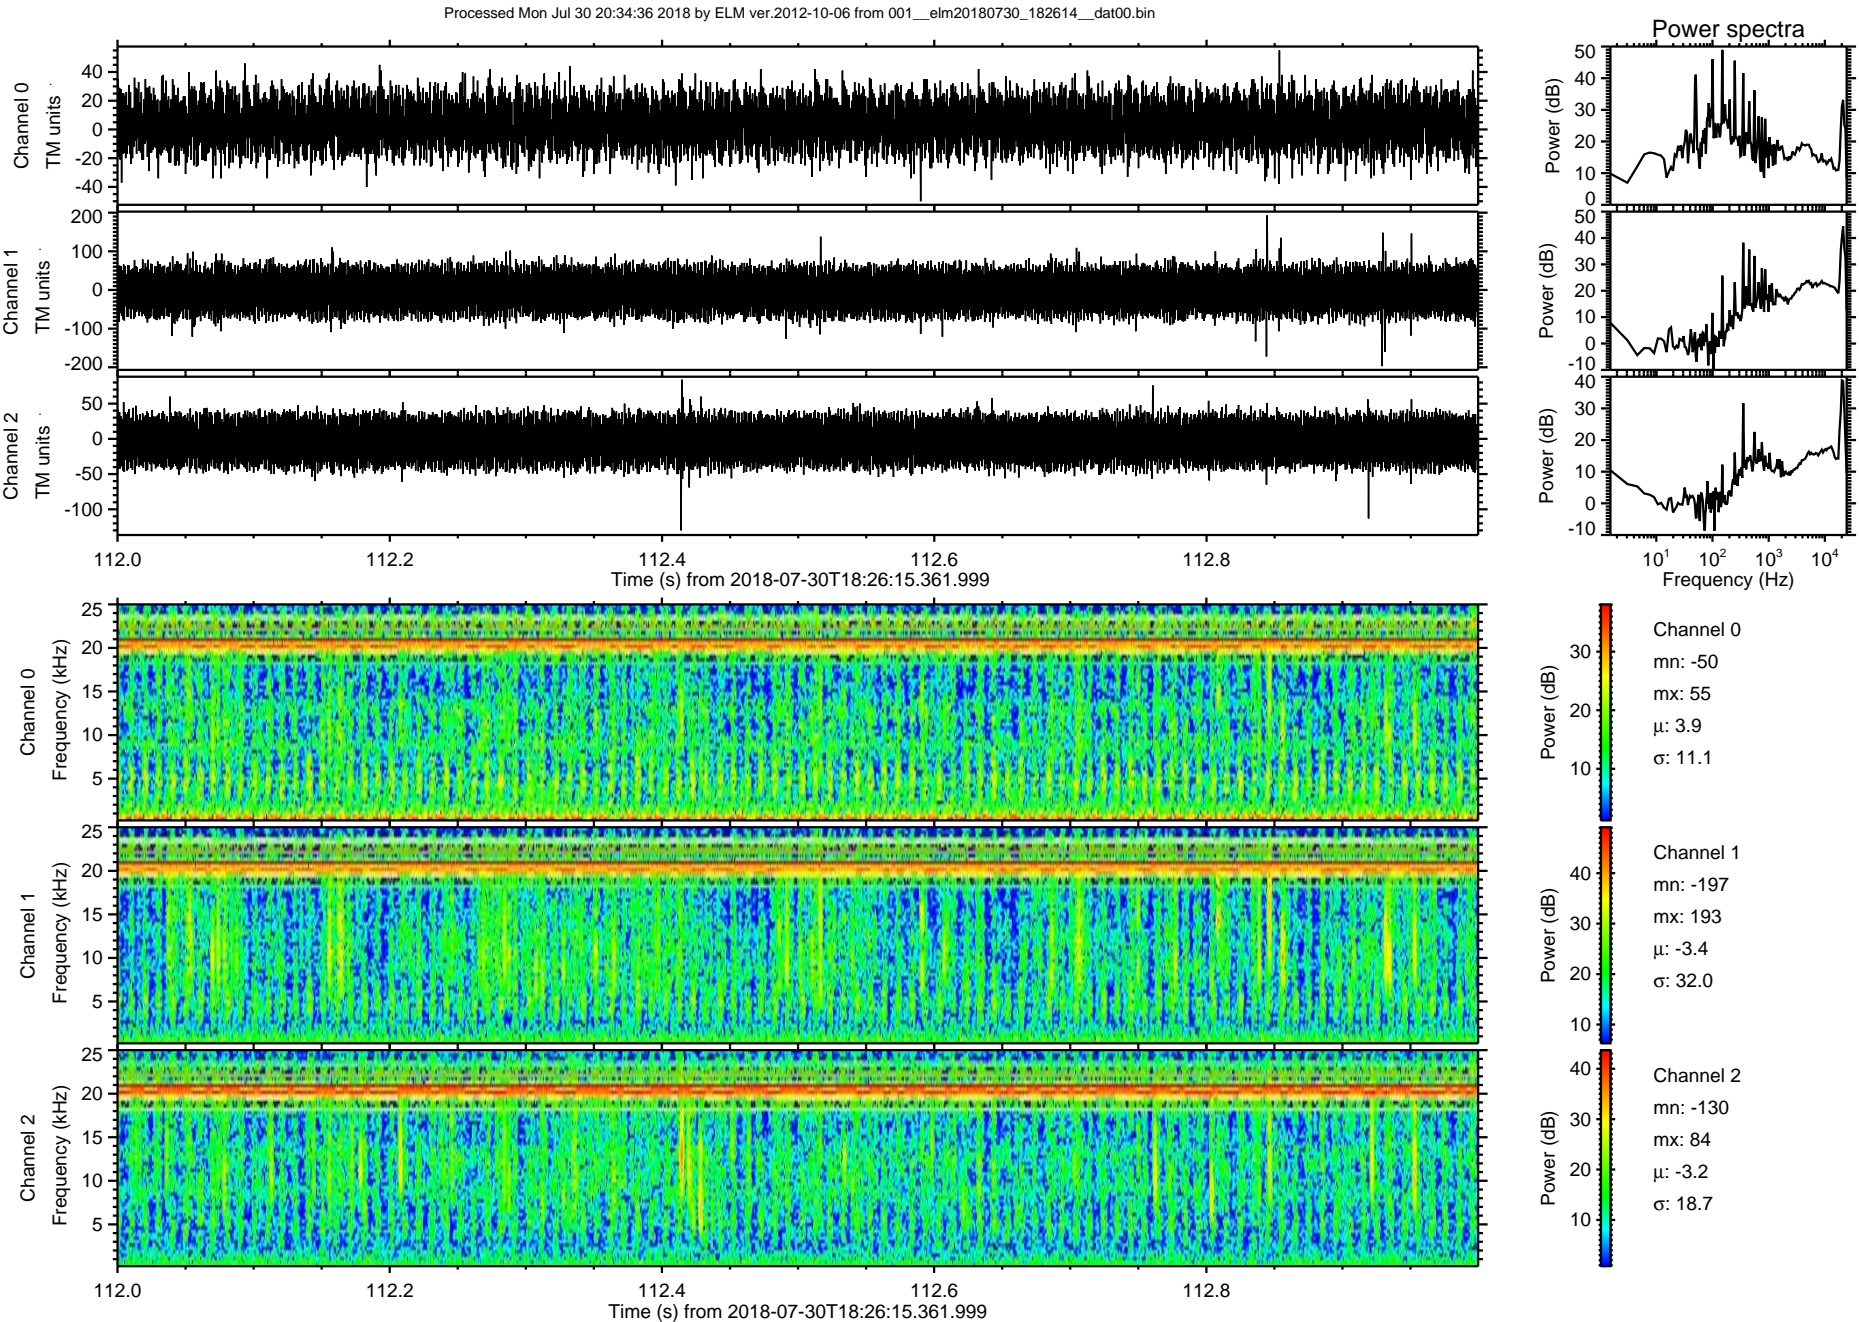 Processed Mon Jul 30 20:34:36 2018 by ELM ver.2012-10-06 from 001__elm20180730_182614__dat00.bin
Power spectra
Channel 0
TM units
40
20
0
-20
-40
Power (dB)
50
40
30
20
10
0
Channel 1
TM units
200
100
0
-100
-200
Power (dB)
50
40
30
20
10
0
-10
Channel 2
TM units
50
0
-50
-100
Power (dB)
40
30
20
10
0
-10
112.0 112.2 112.4 112.6 112.8
Time (s) from 2018-07-30T18:26:15.361.999
10^1 10^2 10^3 10^4
Frequency (Hz)
Channel 0
Frequency (kHz)
25
20
15
10
5
Power (dB)
30
20
10
Channel 0
mn: -50
mx: 55
μ: 3.9
σ: 11.1
Channel 1
Frequency (kHz)
25
20
15
10
5
Power (dB)
40
30
20
10
Channel 1
mn: -197
mx: 193
μ: -3.4
σ: 32.0
Channel 2
Frequency (kHz)
25
20
15
10
5
Power (dB)
40
30
20
10
Channel 2
mn: -130
mx: 84
μ: -3.2
σ: 18.7
112.0 112.2 112.4 112.6 112.8
Time (s) from 2018-07-30T18:26:15.361.999